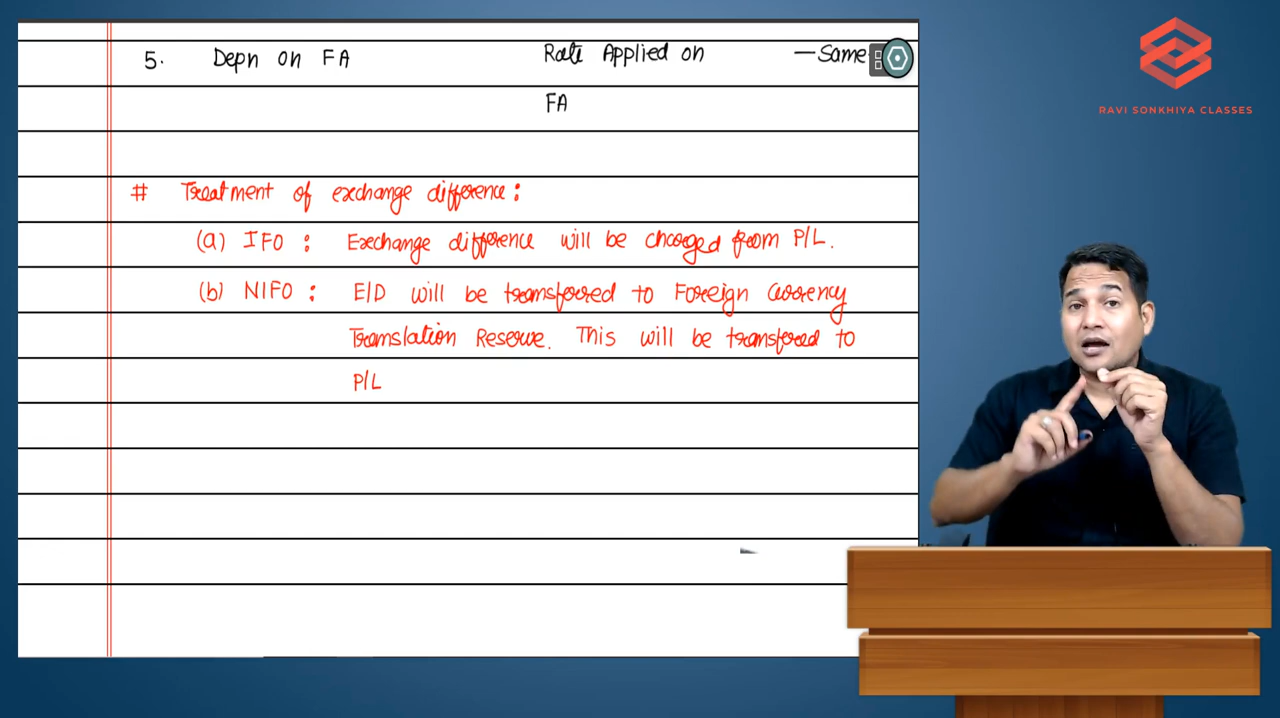 5. Depn on FA Rate Applied on — Same
FA
# Treatment of exchange difference:
(a) IFO : Exchange difference will be charged from P/L.
(b) NIFO : E/D will be transferred to Foreign Currency
Translation Reserve. This will be transferred to
P/L
RAVI SONKHIYA CLASSES